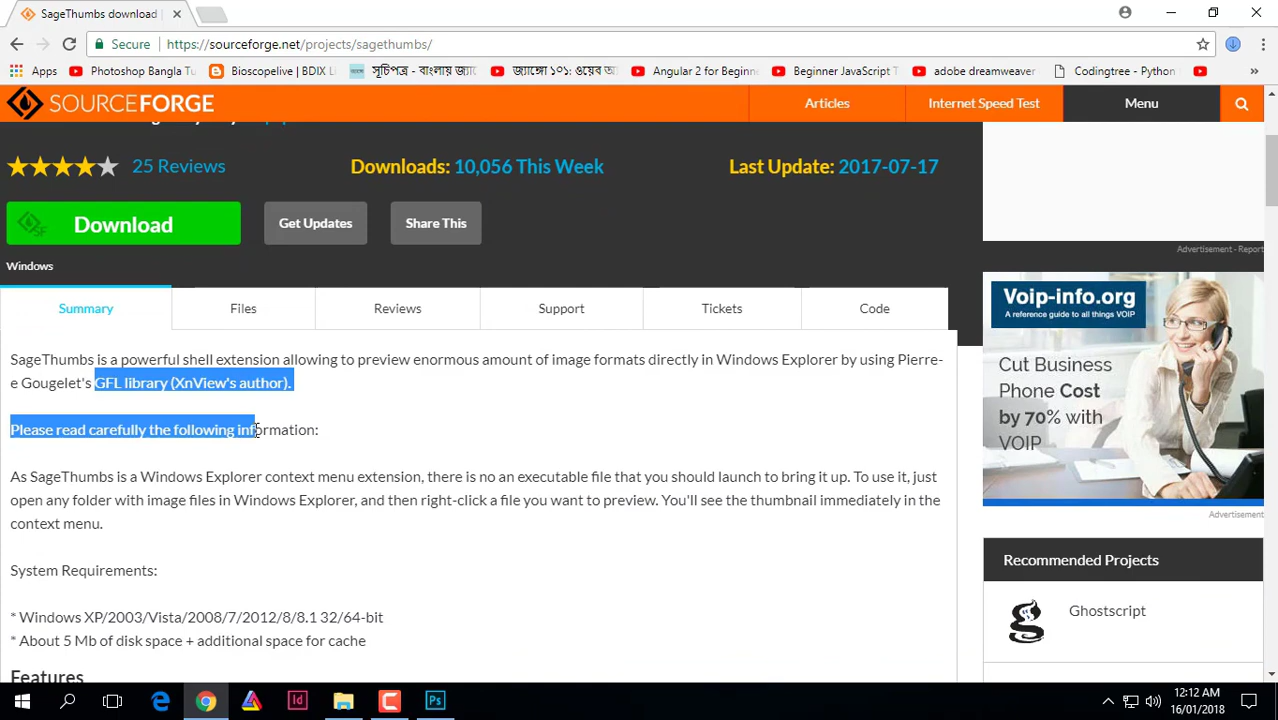 SageThumbs download |
Secure https://sourceforge.net/projects/sagethumbs/
Apps Photoshop Bangla Tu Bioscopelive | BDIX Li সূচিপত্র - বাংলায় জ্যা জ্যাঙ্গো ১০১: ওয়েব অ্যা Angular 2 for Beginn Beginner JavaScript T adobe dreamweaver Codingtree - Python
SOURCEFORGE Articles Internet Speed Test Menu
25 Reviews Downloads: 10,056 This Week Last Update: 2017-07-17
Download Get Updates Share This
Windows
Advertisement - Report
Summary Files Reviews Support Tickets Code
SageThumbs is a powerful shell extension allowing to preview enormous amount of image formats directly in Windows Explorer by using Pierre-
e Gougelet's GFL library (XnView's author).
Please read carefully the following information:
As SageThumbs is a Windows Explorer context menu extension, there is no an executable file that you should launch to bring it up. To use it, just
open any folder with image files in Windows Explorer, and then right-click a file you want to preview. You'll see the thumbnail immediately in the
context menu.
System Requirements:
* Windows XP/2003/Vista/2008/7/2012/8/8.1 32/64-bit
* About 5 Mb of disk space + additional space for cache
Features
Voip-info.org
A reference guide to all things VOIP
Cut Business
Phone Cost
by 70% with
VOIP
Advertisement
Recommended Projects
Ghostscript
Id Ps
12:12 AM
16/01/2018